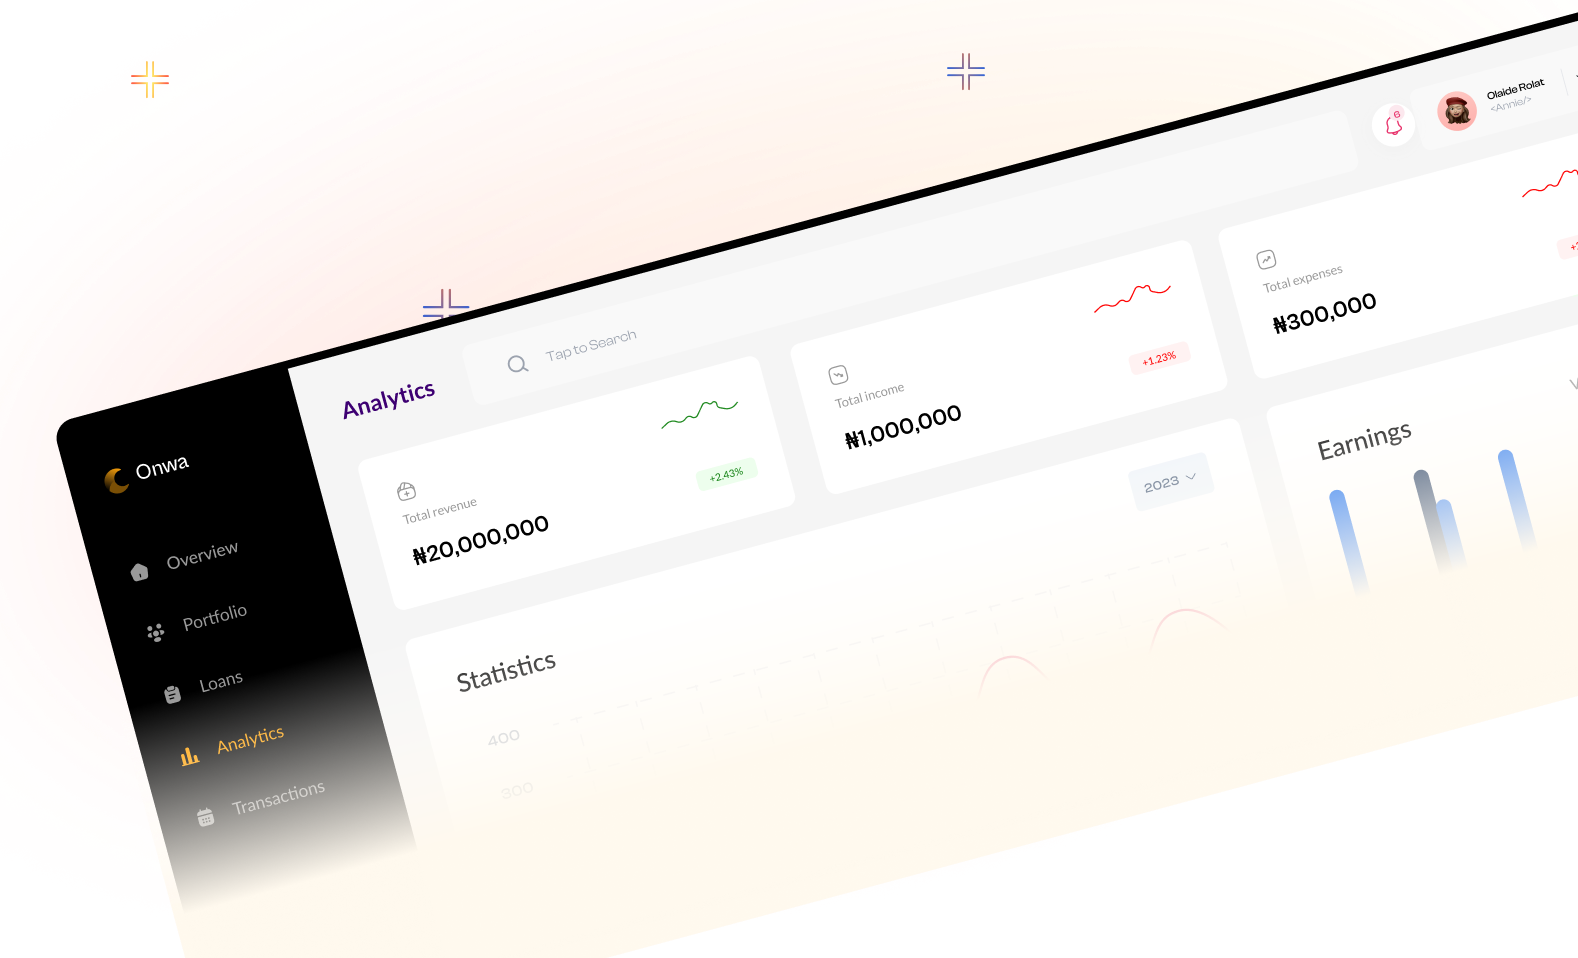 Onwa
Overview
Portfolio
Loans
Analytics
Transactions
Analytics
Tap to Search
6
Olaide Rolat
<Annie/>
Total revenue
₦20,000,000
+2.43%
Total income
₦1,000,000
+1.23%
Total expenses
₦300,000
Statistics
2023
400
300
Earnings